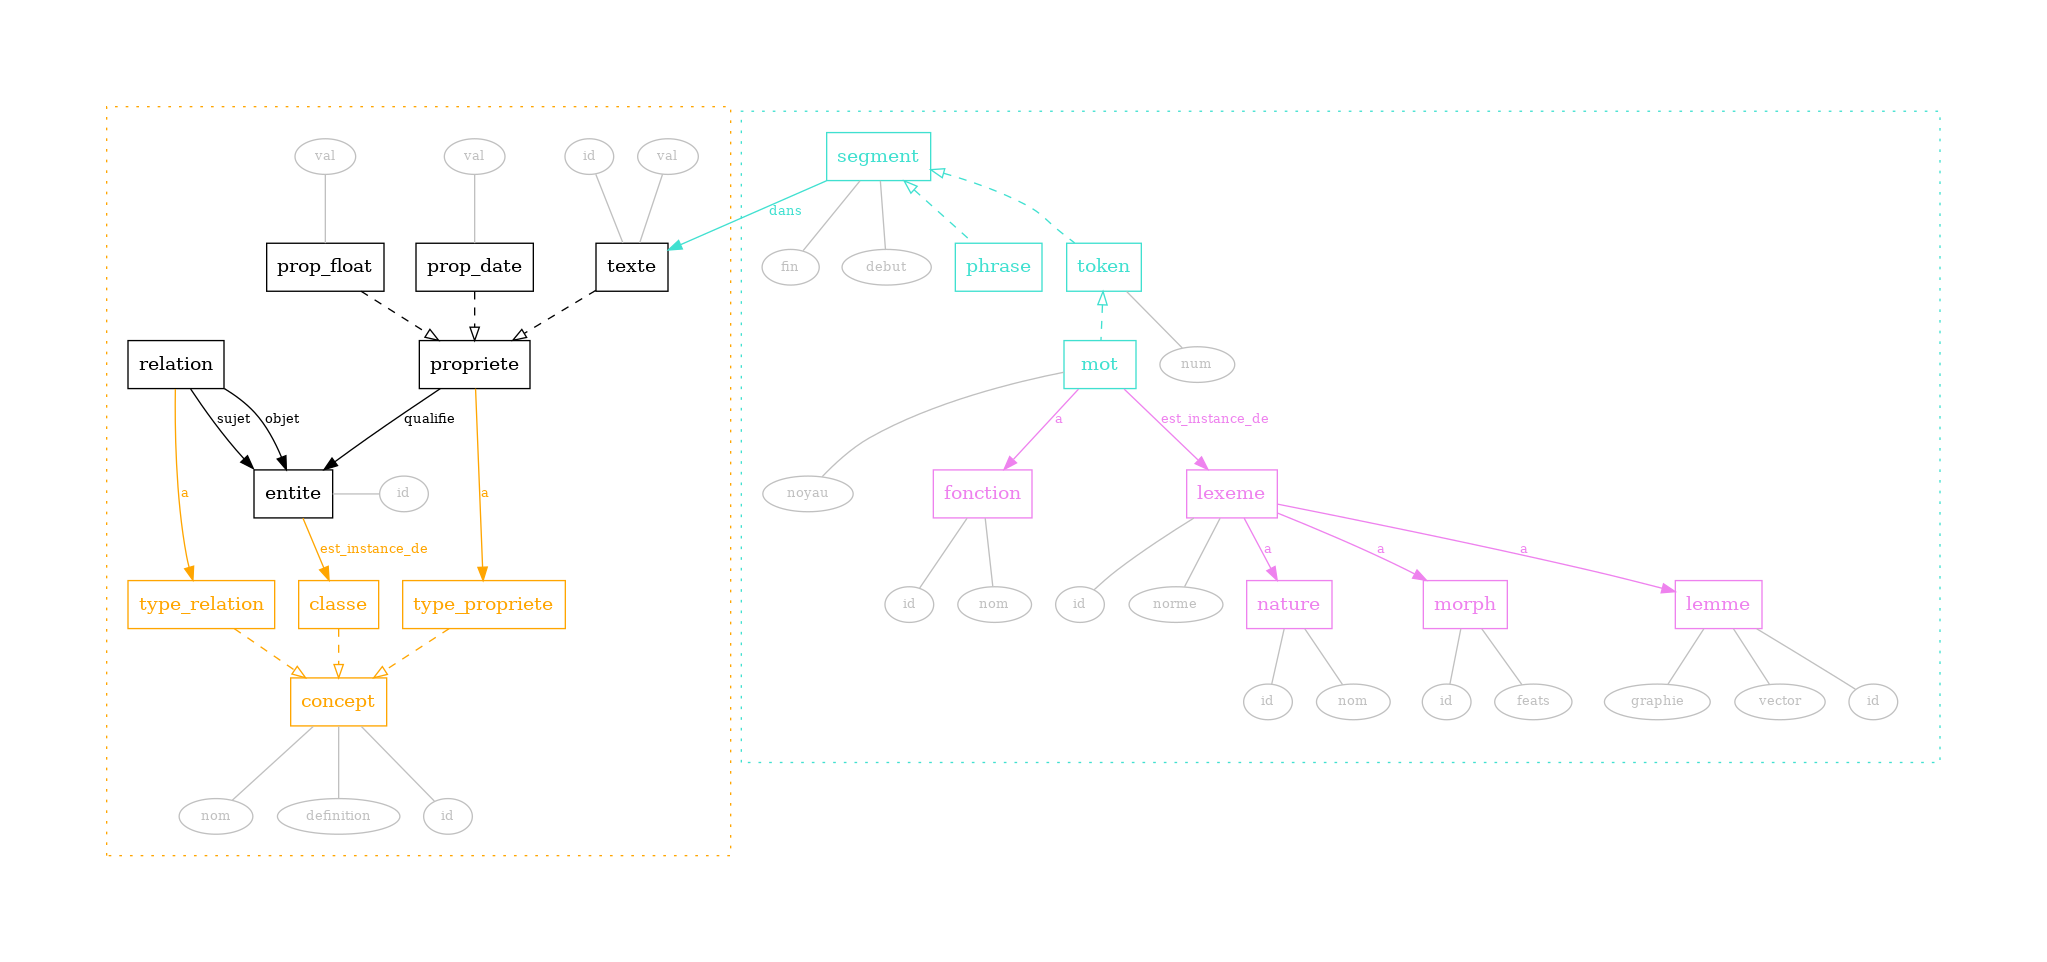 val
val
id
val
segment
dans
prop_float
prop_date
texte
fin
debut
phrase
token
relation
propriete
mot
num
sujet
objet
qualifie
a
est_instance_de
a
entite
id
a
noyau
fonction
lexeme
est_instance_de
a
a
a
type_relation
classe
type_propriete
id
nom
id
norme
nature
morph
lemme
concept
id
nom
id
feats
graphie
vector
id
nom
definition
id